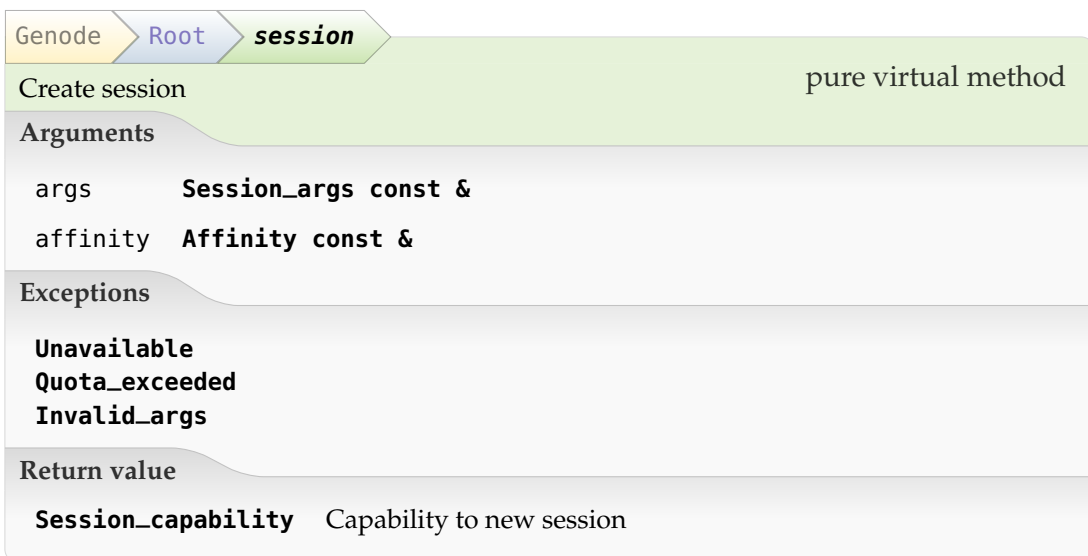 Genode Root session
pure virtual method
Create session
Arguments
args Session_args const &
affinity Affinity const &
Exceptions
Unavailable
Quota_exceeded
Invalid_args
Return value
Session_capability Capability to new session